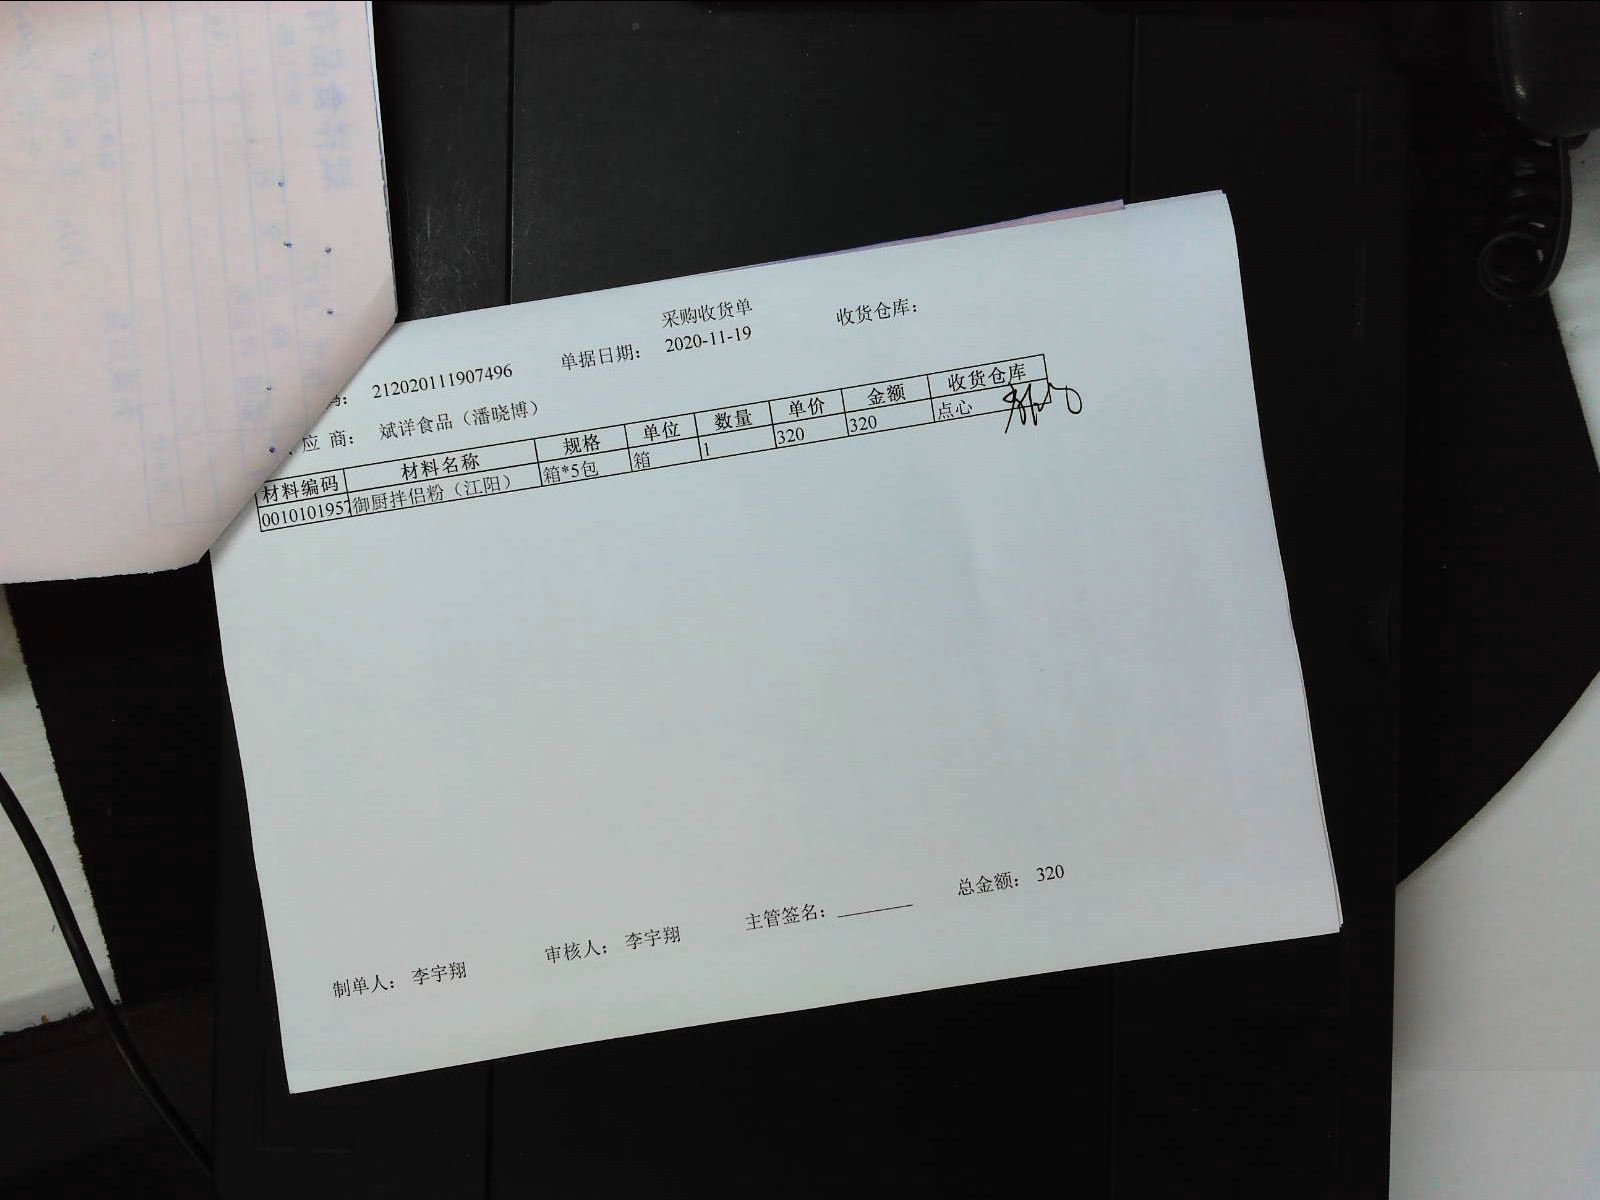 采购收货单
码： 212020111907496 单据日期： 2020-11-19 收货仓库：
应 商： 斌详食品（潘晓博）
材料编码 材料名称 规格 单位 数量 单价 金额 收货仓库
0010101957 御厨拌侣粉（江阳） 箱*5包 箱 1 320 320 点心
制单人： 李宇翔 审核人： 李宇翔 主管签名： 总金额： 320